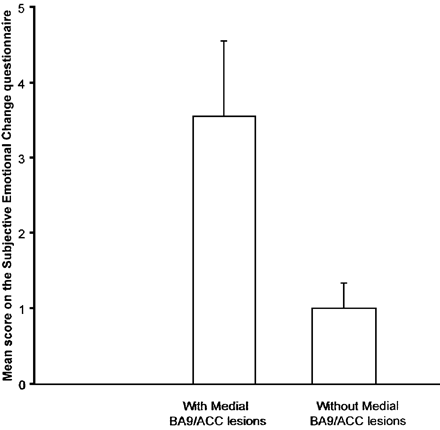 Mean score on the Subjective Emotional Change questionnaire
5
4
3
2
1
0
With Medial
BA9/ACC lesions
Without Medial
BA9/ACC lesions